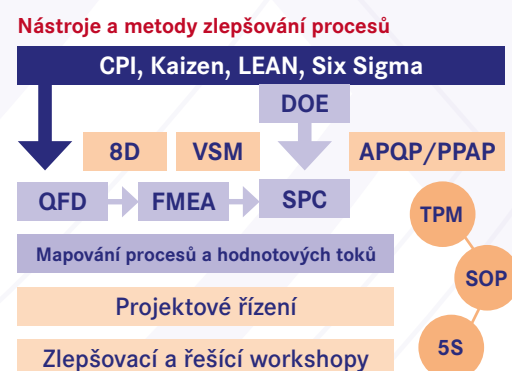 Nástroje a metody zlepšování procesů
CPI, Kaizen, LEAN, Six Sigma
DOE
8D
VSM
APQP/PPAP
QFD
FMEA
SPC
TPM
Mapování procesů a hodnotových toků
SOP
Projektové řízení
5S
Zlepšovací a řešící workshopy